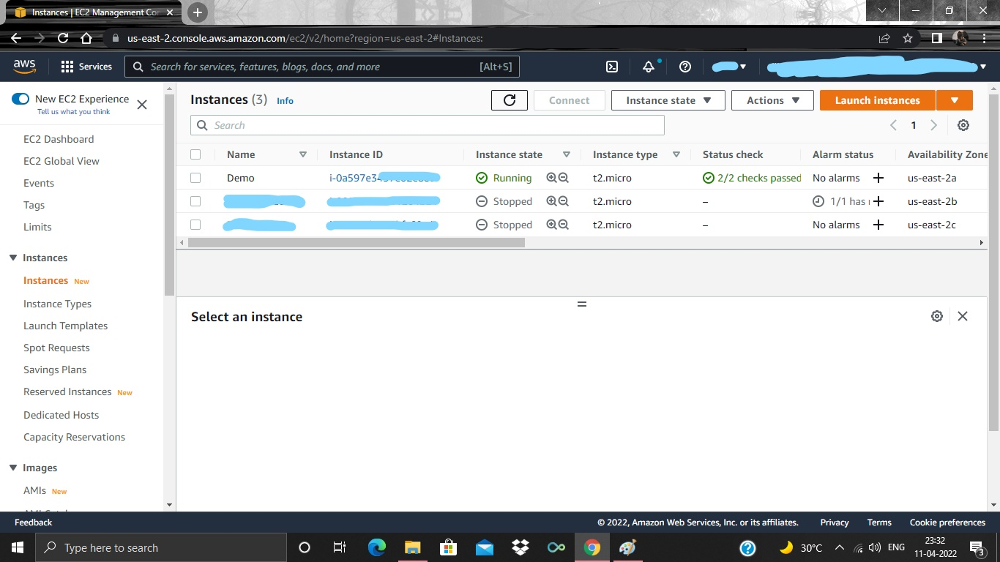 Instances | EC2 Management Co
us-east-2.console.aws.amazon.com/ec2/v2/home?region=us-east-2#Instances:
aws Services Search for services, features, blogs, docs, and more [Alt+S]
New EC2 Experience
Tell us what you think
EC2 Dashboard
EC2 Global View
Events
Tags
Limits
Instances
Instances New
Instance Types
Launch Templates
Spot Requests
Savings Plans
Reserved Instances New
Dedicated Hosts
Capacity Reservations
Images
AMIs New
Instances (3) Info Connect Instance state Actions Launch instances
Search 1
Name Instance ID Instance state Instance type Status check Alarm status Availability Zone
Demo i-0a597e34 Running t2.micro 2/2 checks passed No alarms + us-east-2a
Stopped t2.micro – 1/1 has + us-east-2b
Stopped t2.micro – No alarms + us-east-2c
Select an instance
Feedback © 2022, Amazon Web Services, Inc. or its affiliates. Privacy Terms Cookie preferences
Type here to search 30°C ENG 23:32
11-04-2022 3